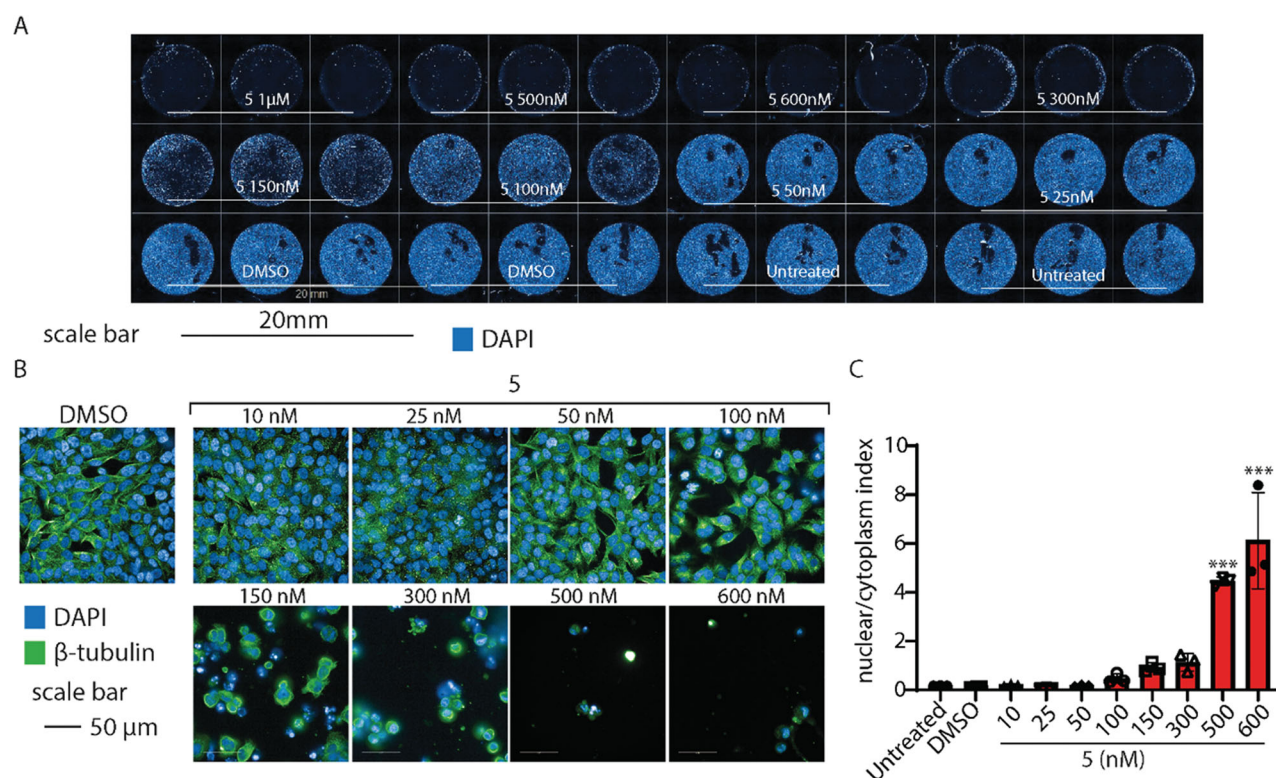 A
5 1μM 5 500nM 5 600nM 5 300nM
5 150nM 5 100nM 5 50nM 5 25nM
DMSO DMSO Untreated Untreated
20 mm
scale bar 20mm DAPI
B
5
DMSO 10 nM 25 nM 50 nM 100 nM
150 nM 300 nM 500 nM 600 nM
DAPI
β-tubulin
scale bar
50 μm
C
nuclear/cytoplasm index
10
8
6
4
2
0
*** ***
Untreated DMSO 10 25 50 100 150 300 500 600
5 (nM)